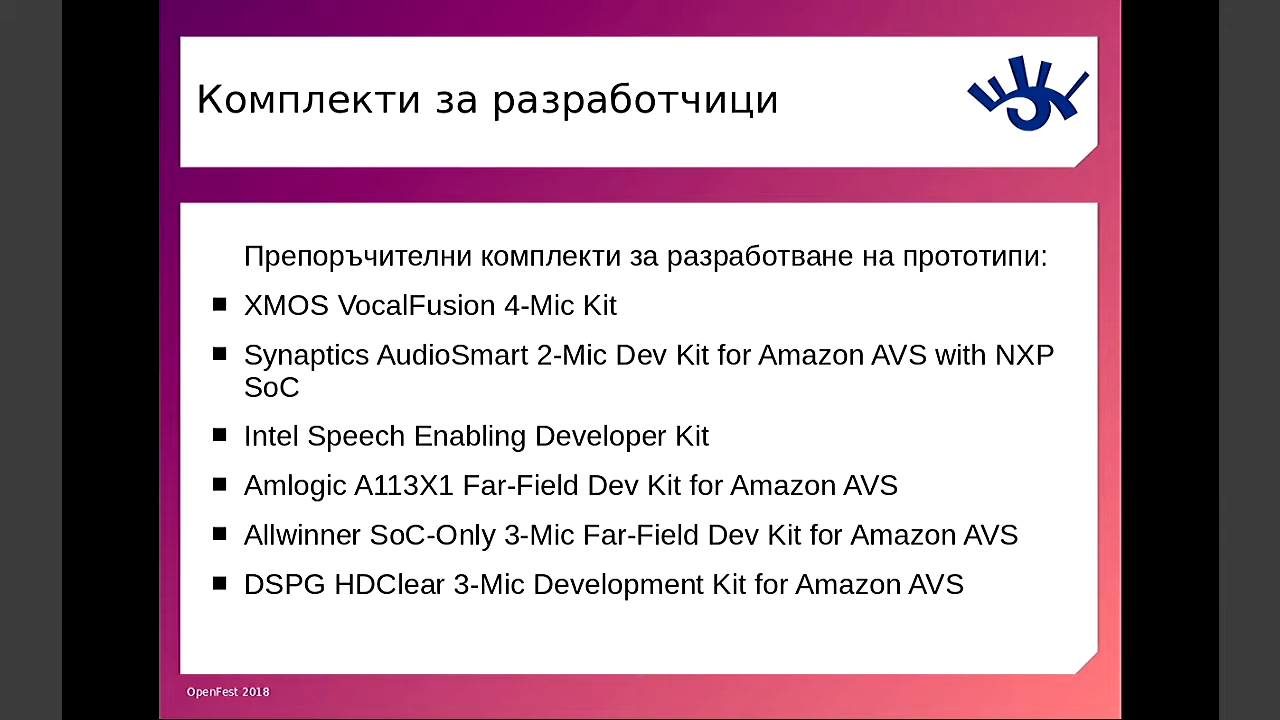 Комплекти за разработчици
Препоръчителни комплекти за разработване на прототипи:
XMOS VocalFusion 4-Mic Kit
Synaptics AudioSmart 2-Mic Dev Kit for Amazon AVS with NXP
SoC
Intel Speech Enabling Developer Kit
Amlogic A113X1 Far-Field Dev Kit for Amazon AVS
Allwinner SoC-Only 3-Mic Far-Field Dev Kit for Amazon AVS
DSPG HDClear 3-Mic Development Kit for Amazon AVS
OpenFest 2018